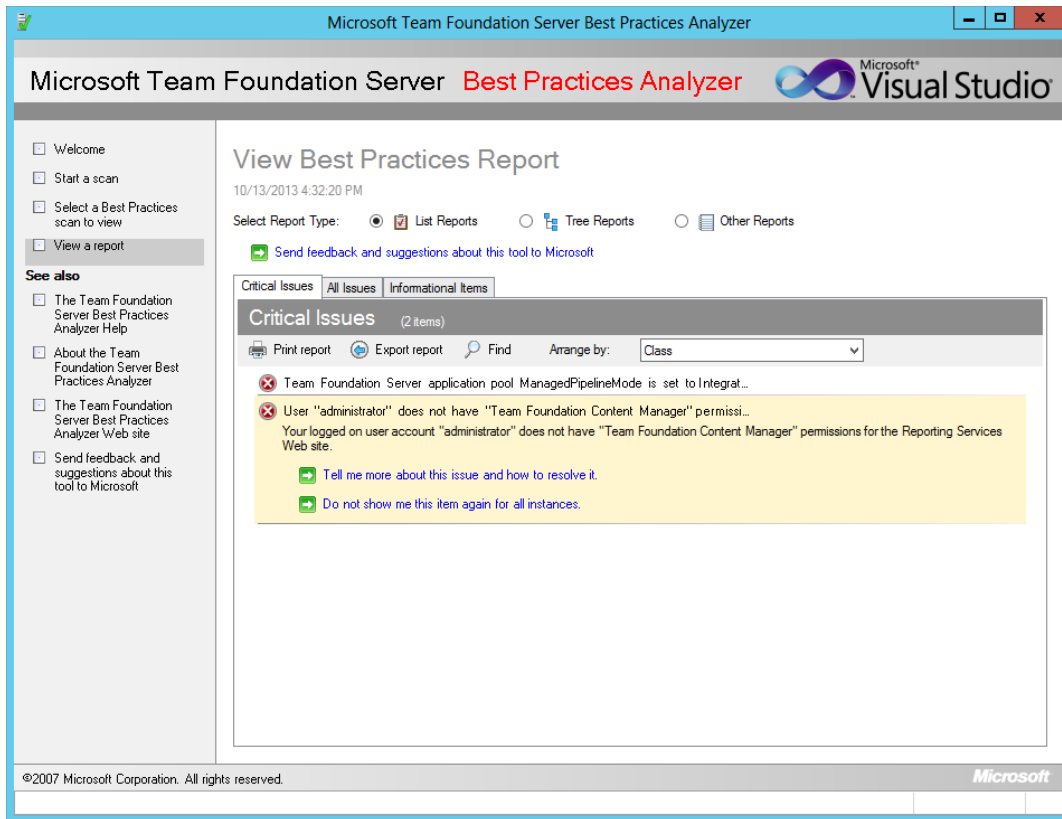 Microsoft Team Foundation Server Best Practices Analyzer
Microsoft Team Foundation Server Best Practices Analyzer
Microsoft®
Visual Studio
Welcome
Start a scan
Select a Best Practices
scan to view
View a report
See also
The Team Foundation
Server Best Practices
Analyzer Help
About the Team
Foundation Server Best
Practices Analyzer
The Team Foundation
Server Best Practices
Analyzer Web site
Send feedback and
suggestions about this
tool to Microsoft
View Best Practices Report
10/13/2013 4:32:20 PM
Select Report Type: List Reports Tree Reports Other Reports
Send feedback and suggestions about this tool to Microsoft
Critical Issues All Issues Informational Items
Critical Issues (2 items)
Print report Export report Find Arrange by: Class
Team Foundation Server application pool ManagedPipelineMode is set to Integrat...
User "administrator" does not have "Team Foundation Content Manager" permissi...
Your logged on user account "administrator" does not have "Team Foundation Content Manager" permissions for the Reporting Services
Web site.
Tell me more about this issue and how to resolve it.
Do not show me this item again for all instances.
©2007 Microsoft Corporation. All rights reserved.
Microsoft